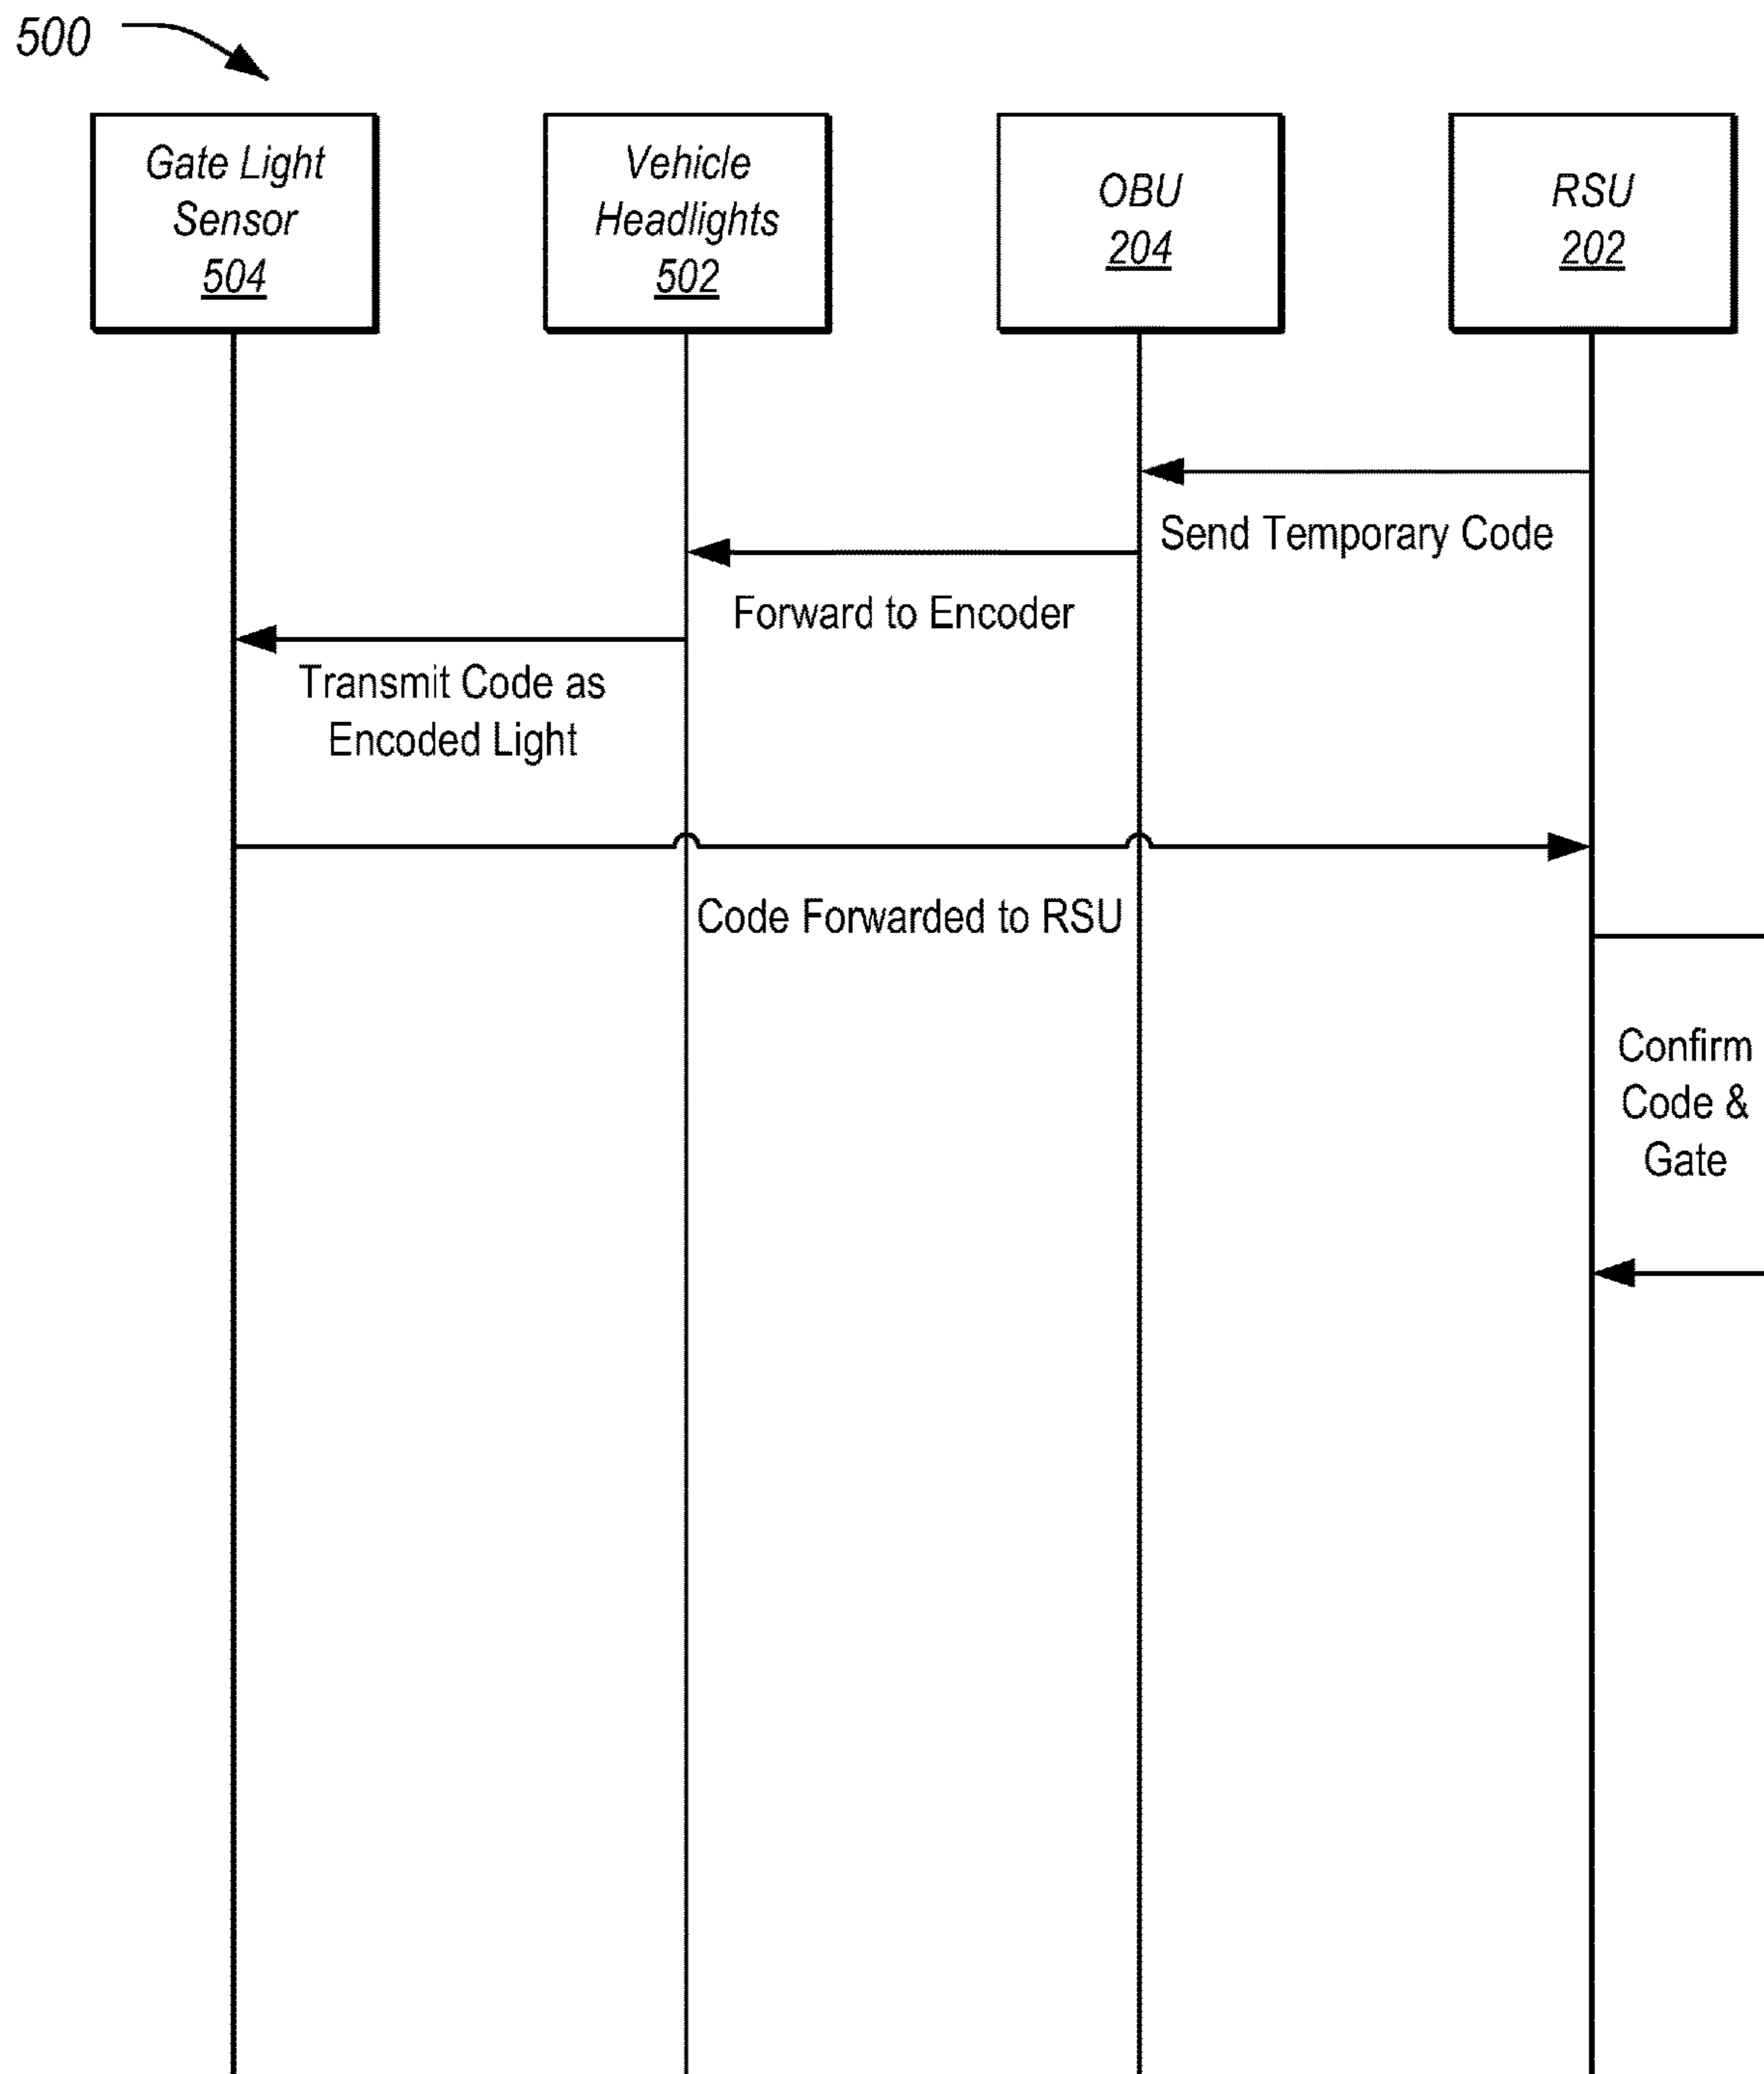 500
Gate Light
Sensor
504
Vehicle
Headlights
502
OBU
204
RSU
202
Send Temporary Code
Forward to Encoder
Transmit Code as
Encoded Light
Code Forwarded to RSU
Confirm
Code &
Gate